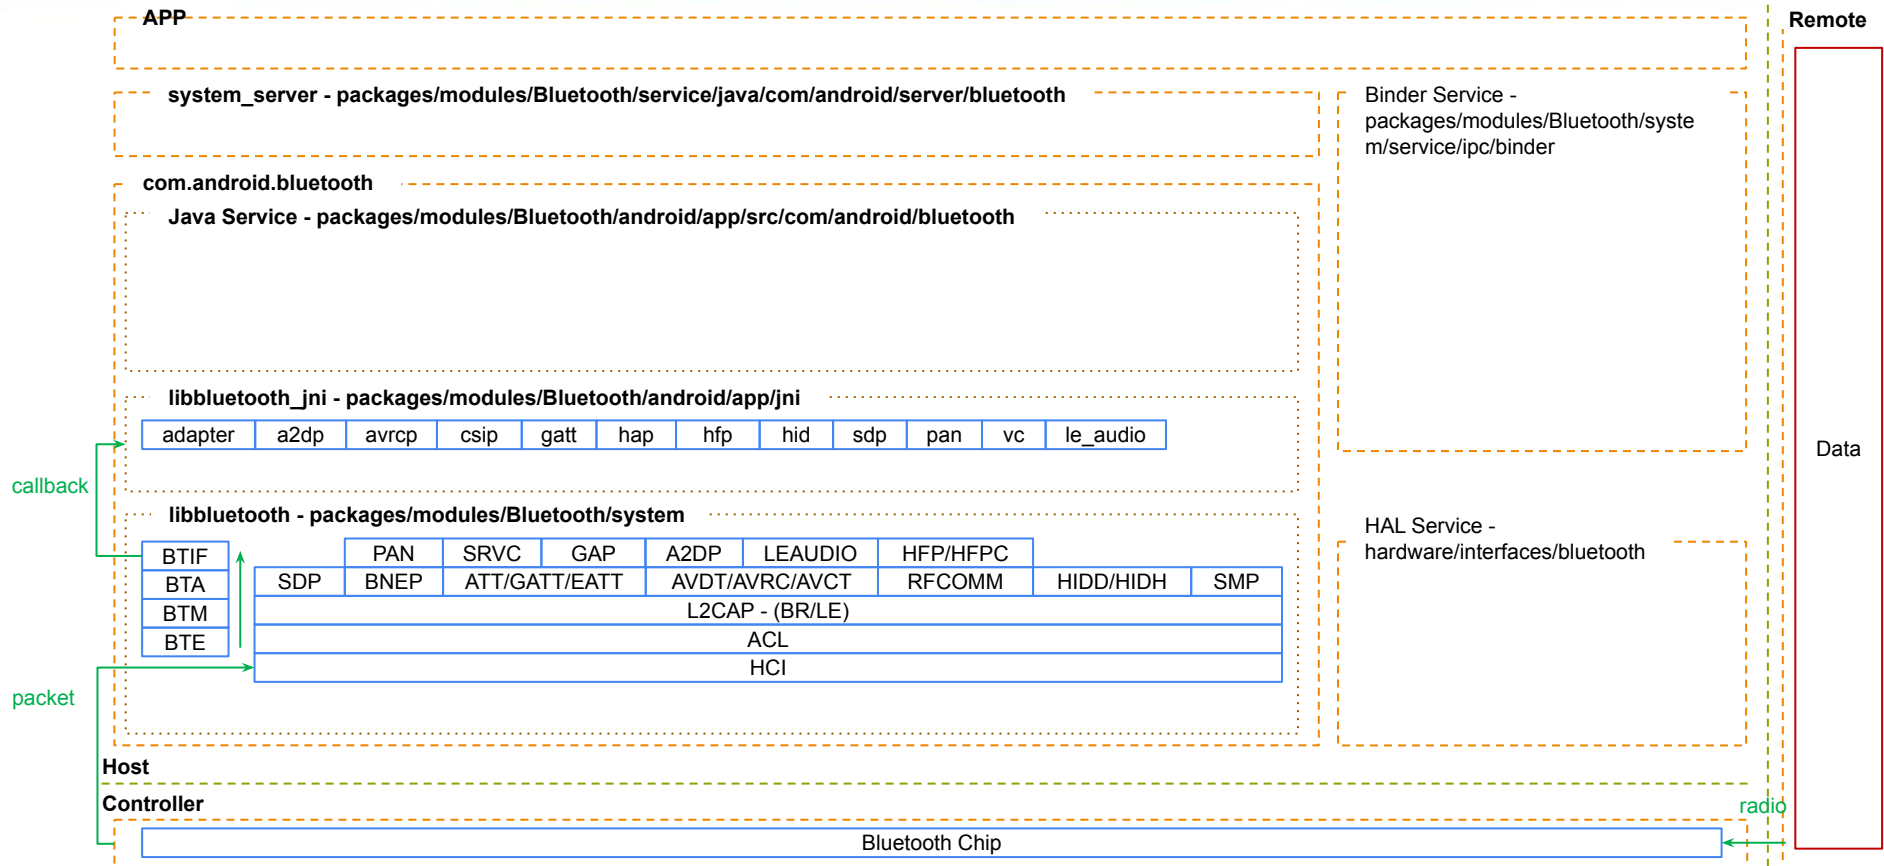 APP
Remote
system_server - packages/modules/Bluetooth/service/java/com/android/server/bluetooth
Binder Service -
packages/modules/Bluetooth/syste
m/service/ipc/binder
com.android.bluetooth
Java Service - packages/modules/Bluetooth/android/app/src/com/android/bluetooth
libbluetooth_jni - packages/modules/Bluetooth/android/app/jni
adapter a2dp avrcp csip gatt hap hfp hid sdp pan vc le_audio
Data
callback
libbluetooth - packages/modules/Bluetooth/system
HAL Service -
hardware/interfaces/bluetooth
BTIF PAN SRVC GAP A2DP LEAUDIO HFP/HFPC
BTA SDP BNEP ATT/GATT/EATT AVDT/AVRC/AVCT RFCOMM HIDD/HIDH SMP
BTM L2CAP - (BR/LE)
BTE ACL
HCI
packet
Host
Controller
radio
Bluetooth Chip